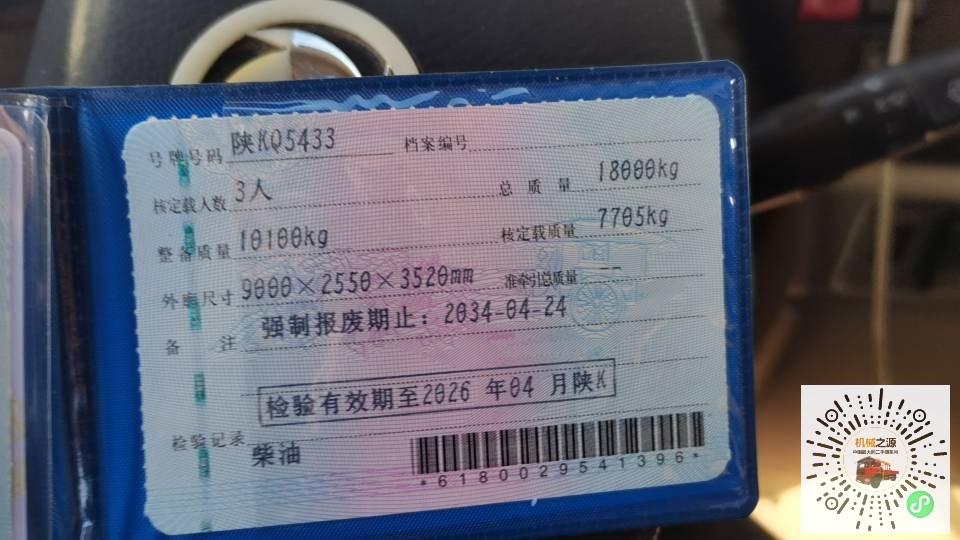 号牌号码 陕KQ5433 档案编号
核定载人数 3人 总质量 18000kg
整备质量 10100kg 核定载质量 7705kg
外廓尺寸 9000×2550×3520mm 准牵引总质量 --
备注 强制报废期止：2034-04-24
检验有效期至2026 年04 月陕K
检验记录
柴油
*6180029541396*
机械之源